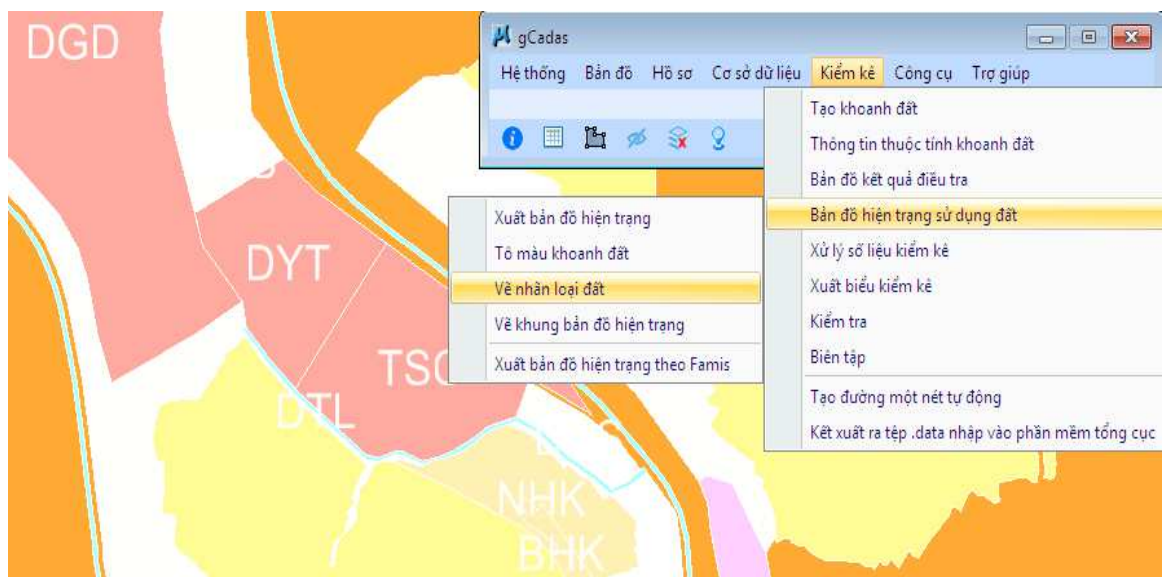 DGD
gCadas
Hệ thống Bản đồ Hồ sơ Cơ sở dữ liệu Kiểm kê Công cụ Trợ giúp
Tạo khoanh đất
Thông tin thuộc tính khoanh đất
Bản đồ kết quả điều tra
Bản đồ hiện trạng sử dụng đất
Xử lý số liệu kiểm kê
Xuất biểu kiểm kê
Kiểm tra
Biên tập
Tạo đường một nét tự động
Kết xuất ra tệp .data nhập vào phần mềm tổng cục
Xuất bản đồ hiện trạng
Tô màu khoanh đất
Vẽ nhãn loại đất
Vẽ khung bản đồ hiện trạng
Xuất bản đồ hiện trạng theo Famis
DYT
TSC
DTL
NHK
BHK